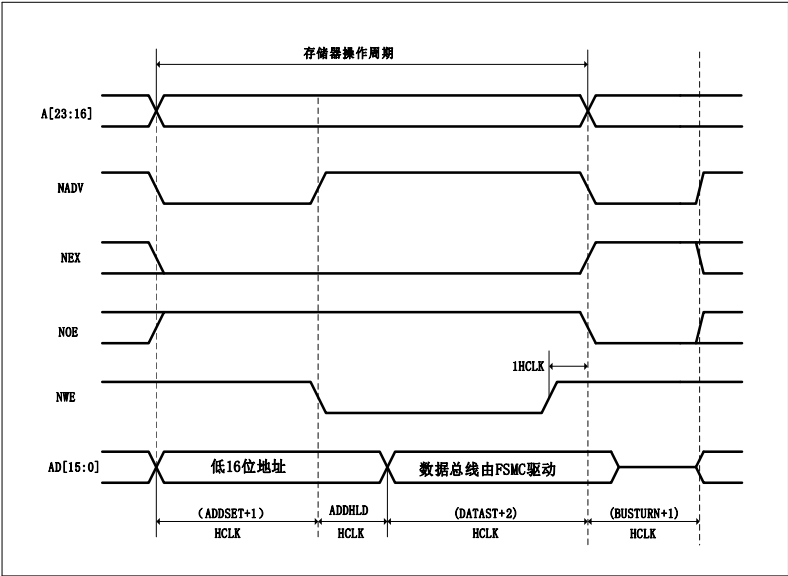 存储器操作周期
A[23:16]
NADV
NEX
NOE
1HCLK
NWE
AD[15:0]
低16位地址
数据总线由FSMC驱动
(ADDSET+1)
ADDHLD
(DATAST+2)
(BUSTURN+1)
HCLK
HCLK
HCLK
HCLK